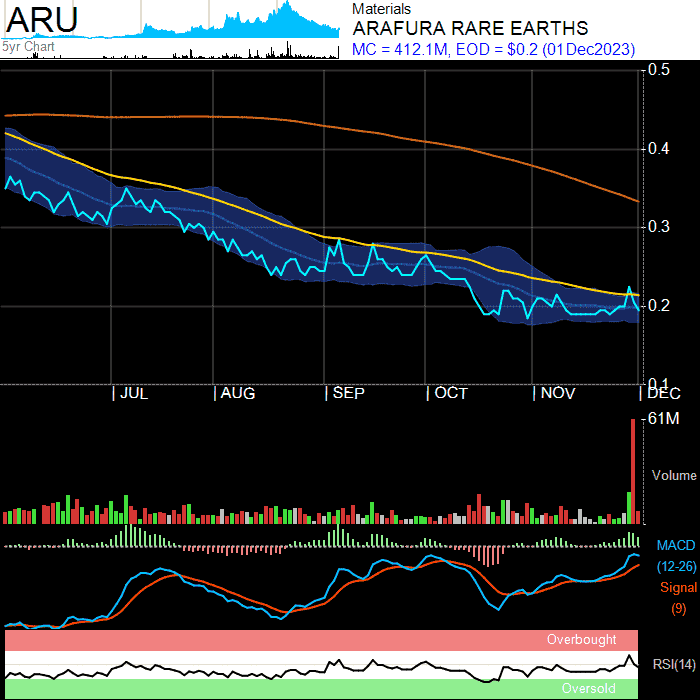 ARU
5yr Chart
Materials
ARAFURA RARE EARTHS
MC = 412.1M, EOD = $0.2 (01Dec2023)
0.5
0.4
0.3
0.2
0.1
| JUL | AUG | SEP | OCT | NOV | DEC
61M
Volume
MACD
(12-26)
Signal
(9)
Overbought
RSI(14)
Oversold